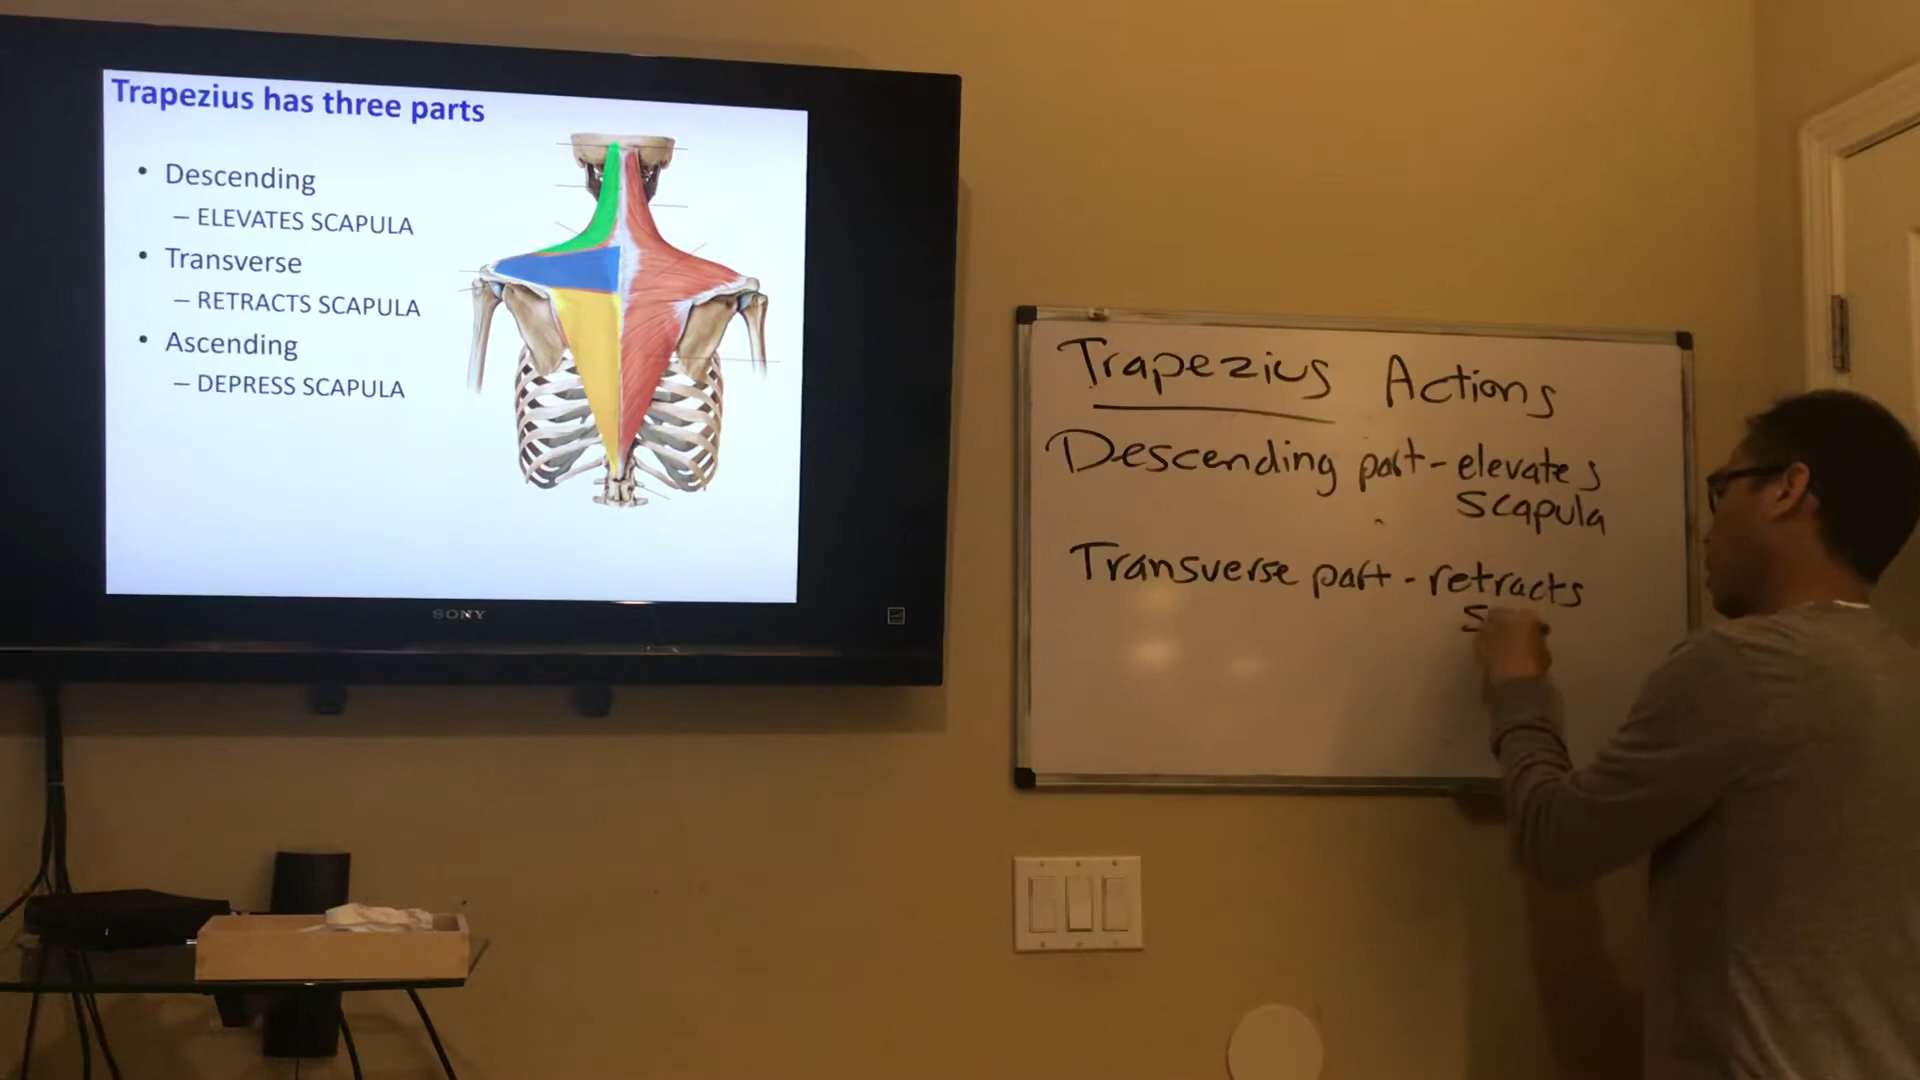 Trapezius has three parts
• Descending
– ELEVATES SCAPULA
• Transverse
– RETRACTS SCAPULA
• Ascending
– DEPRESS SCAPULA
SONY
Trapezius Actions
Descending part - elevates
scapula
Transverse part - retracts
s